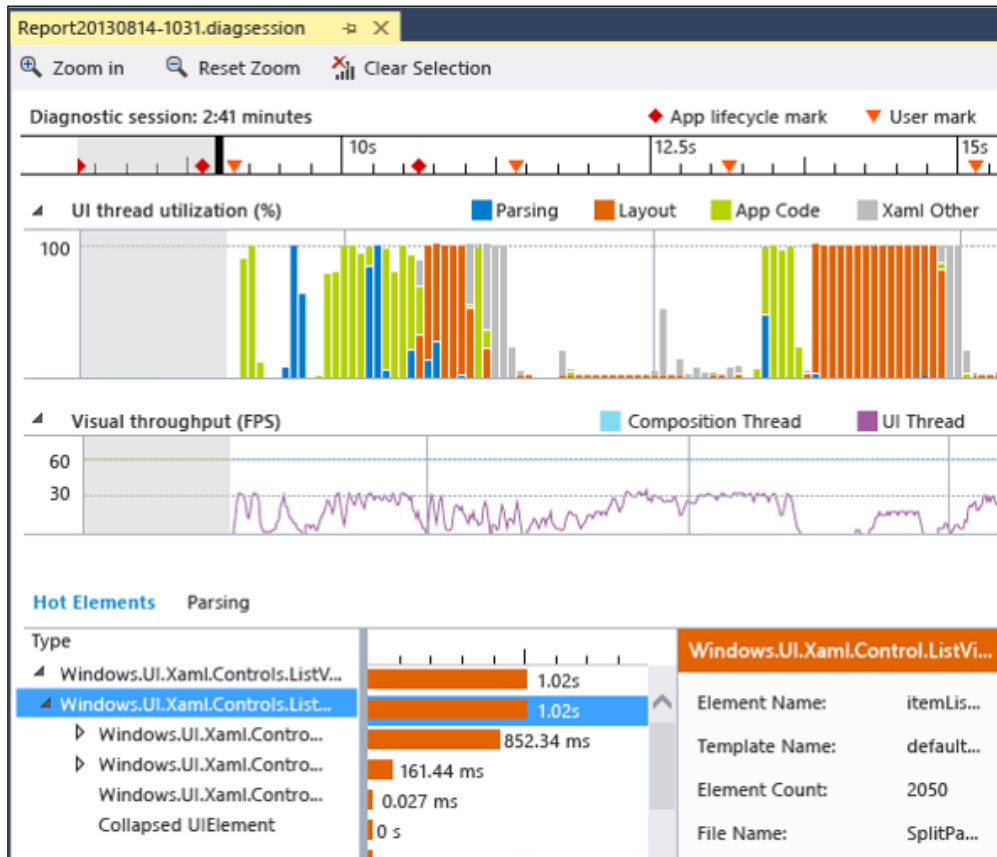 Report20130814-1031.diagsession
Zoom in Reset Zoom Clear Selection
Diagnostic session: 2:41 minutes App lifecycle mark User mark
10s 12.5s 15s
UI thread utilization (%) Parsing Layout App Code Xaml Other
100
Visual throughput (FPS) Composition Thread UI Thread
60
30
Hot Elements Parsing
Type
Windows.UI.Xaml.Controls.ListV... 1.02s
Windows.UI.Xaml.Controls.List... 1.02s
Windows.UI.Xaml.Contro... 852.34 ms
Windows.UI.Xaml.Contro... 161.44 ms
Windows.UI.Xaml.Contro... 0.027 ms
Collapsed UIElement 0 s
Windows.UI.Xaml.Control.ListVi...
Element Name: itemLis...
Template Name: default...
Element Count: 2050
File Name: SplitPa...